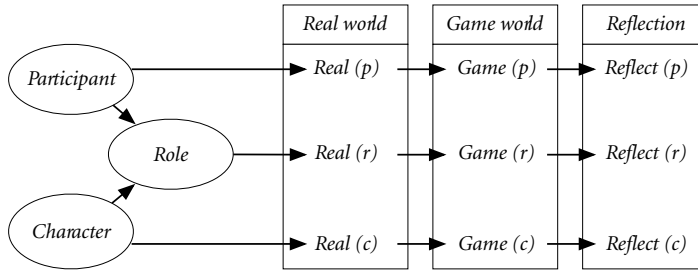 Real world
Game world
Reflection
Participant
Real (p)
Game (p)
Reflect (p)
Role
Real (r)
Game (r)
Reflect (r)
Character
Real (c)
Game (c)
Reflect (c)